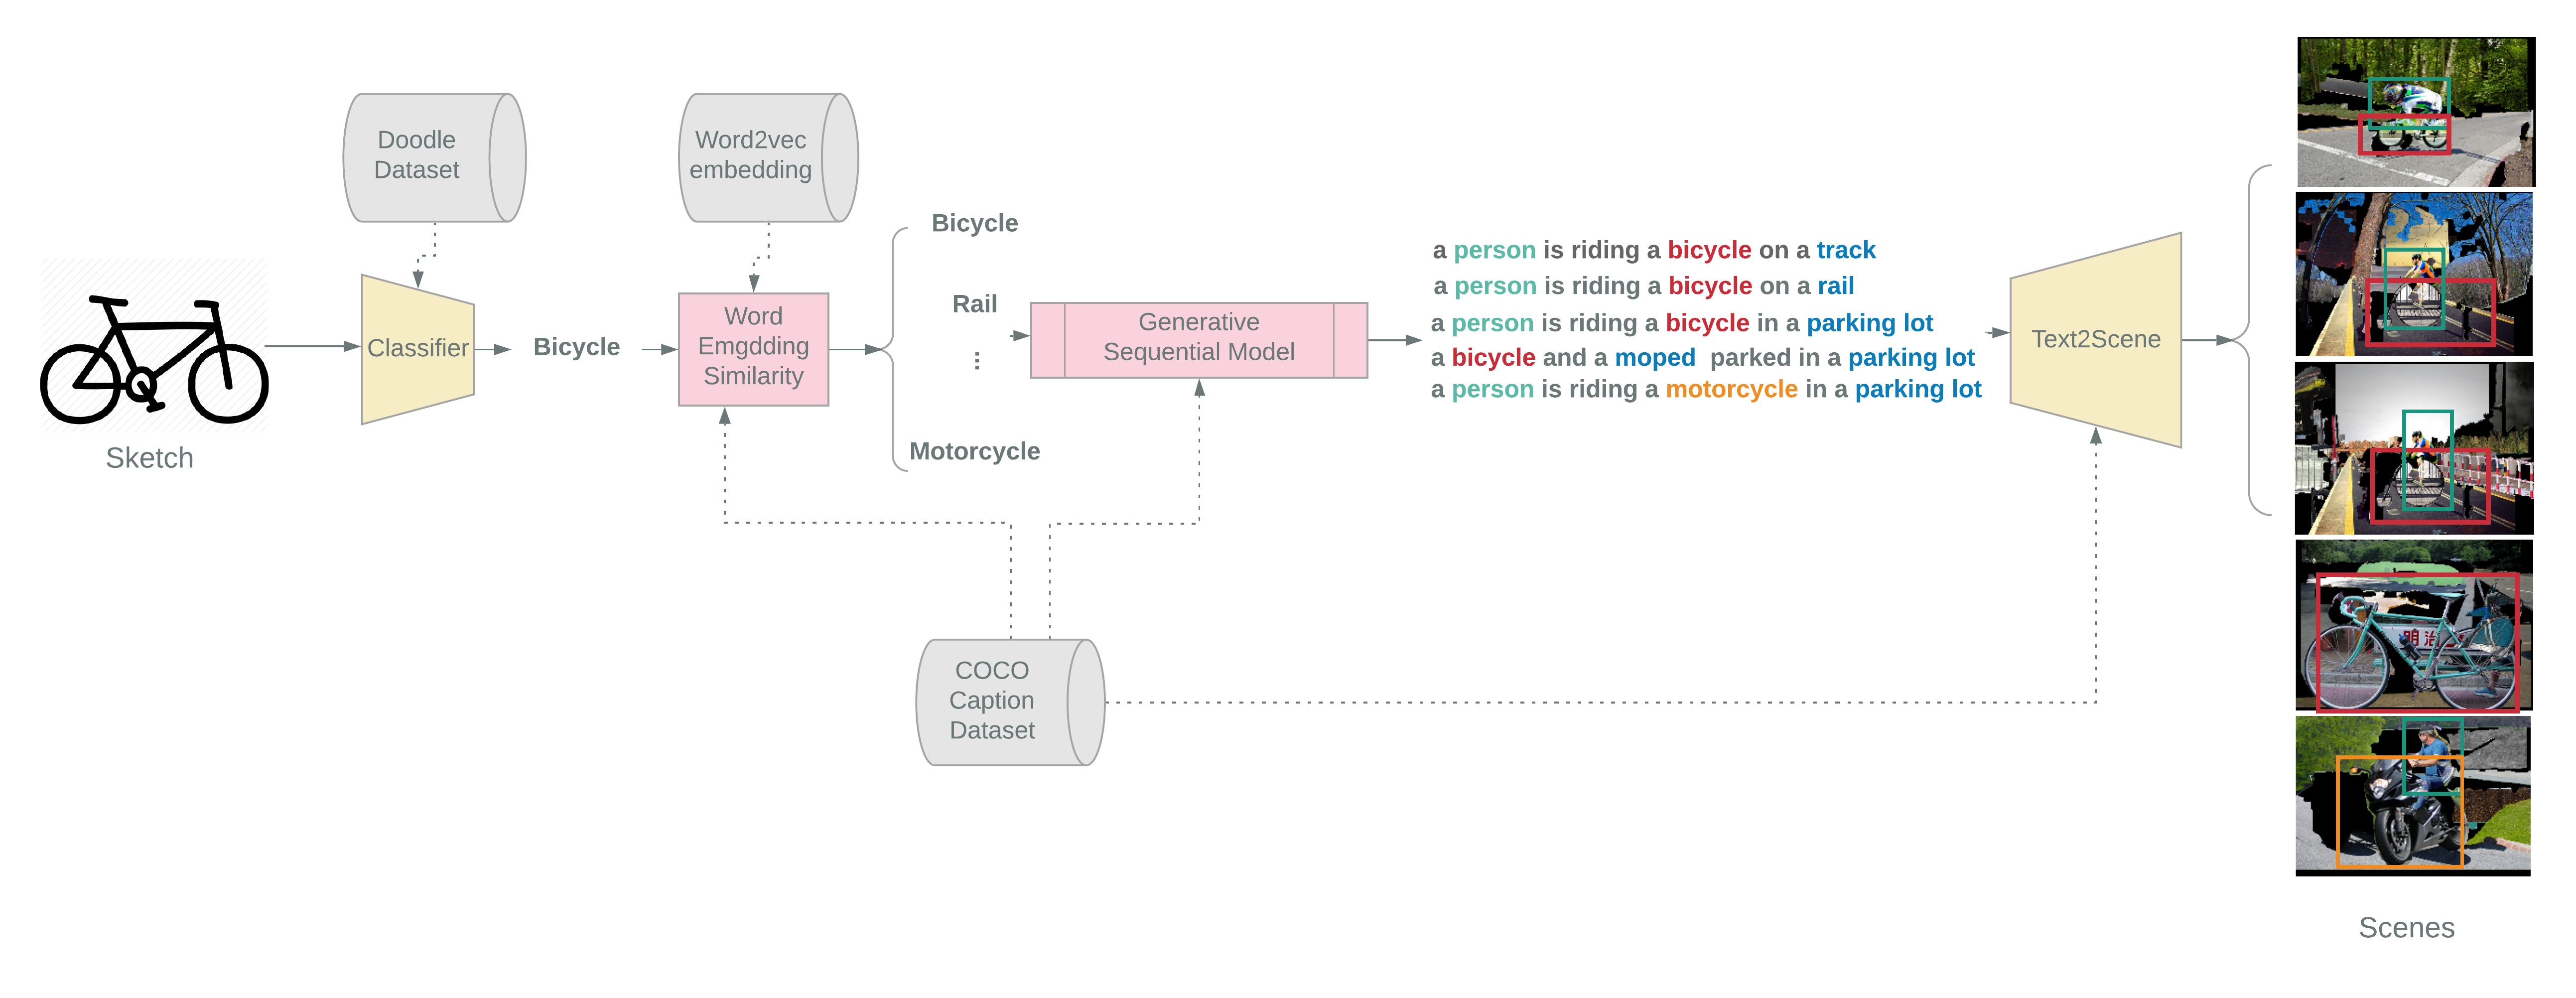 Doodle
Dataset
Word2vec
embedding
Sketch
Classifier
Bicycle
Word
Emgdding
Similarity
Bicycle
Rail
...
Motorcycle
Generative
Sequential Model
a person is riding a bicycle on a track
a person is riding a bicycle on a rail
a person is riding a bicycle in a parking lot
a bicycle and a moped parked in a parking lot
a person is riding a motorcycle in a parking lot
Text2Scene
COCO
Caption
Dataset
明治
Scenes